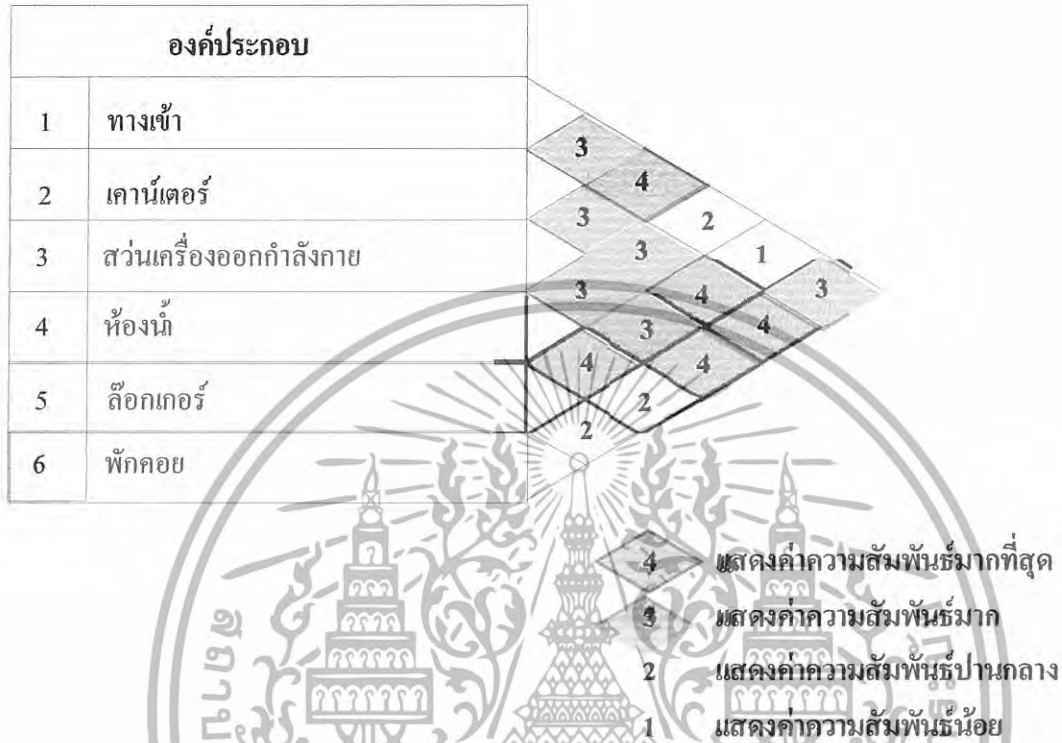 องค์ประกอบ
1 ทางเข้า
3
4
2 เคาน์เตอร์
3 2
3 สว่นเครื่องออกกำลังกาย
3 1
3 4 3
4 ห้องน้ำ
3 4
4 4
5 ล๊อกเกอร์
2
2
6 พักคอย
4 แสดงค่าความสัมพันธ์มากที่สุด
3 แสดงค่าความสัมพันธ์มาก
2 แสดงค่าความสัมพันธ์ปานกลาง
1 แสดงค่าความสัมพันธ์น้อย